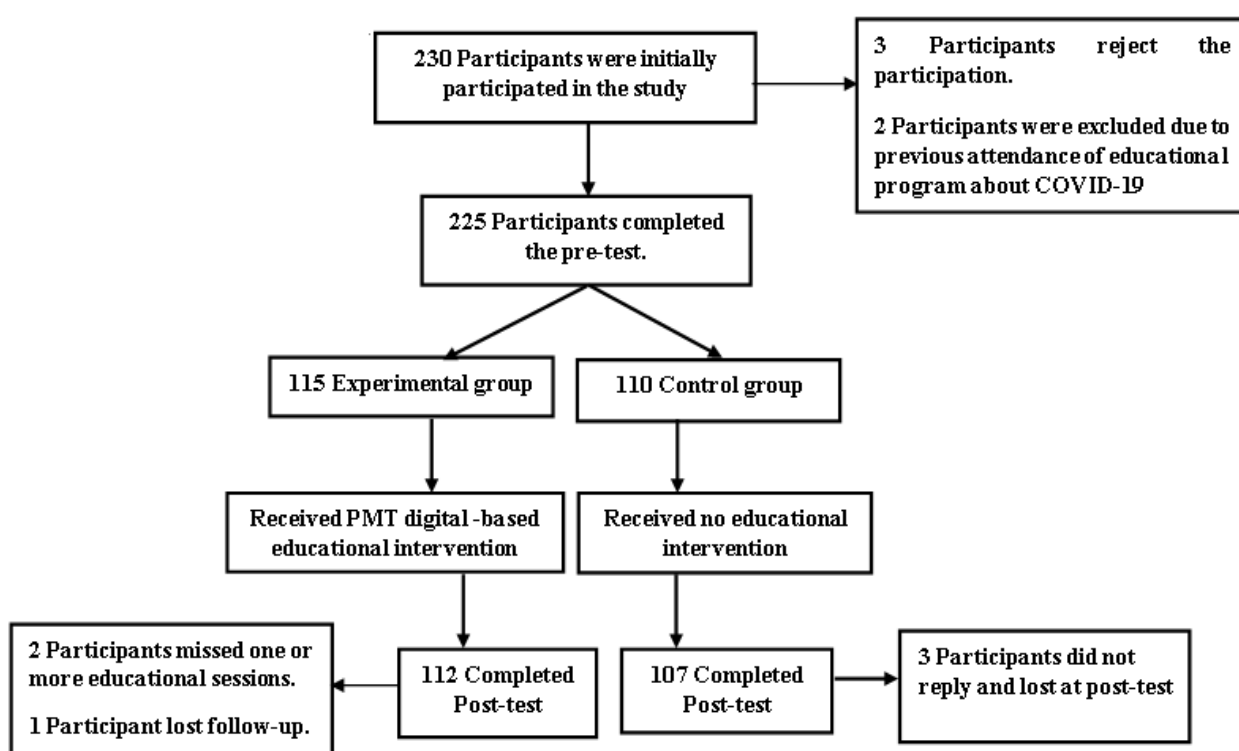 230 Participants were initially
participated in the study
3 Participants reject the
participation.
2 Participants were excluded due to
previous attendance of educational
program about COVID-19
225 Participants completed
the pre-test.
115 Experimental group
110 Control group
Received PMT digital -based
educational intervention
Received no educational
intervention
2 Participants missed one or
more educational sessions.
1 Participant lost follow-up.
112 Completed
Post-test
107 Completed
Post-test
3 Participants did not
reply and lost at post-test